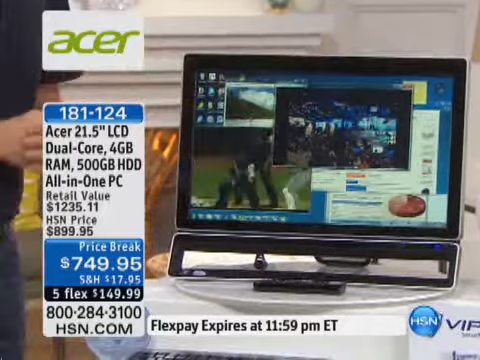 acer
181-124
Acer 21.5" LCD
Dual-Core, 4GB
RAM, 500GB HDD
All-in-One PC
Retail Value
$1235.11
HSN Price
$899.95
Price Break
$749.95
S&H $17.95
5 flex $149.99
800-284-3100
HSN.COM
Flexpay Expires at 11:59 pm ET
HSN
VIP